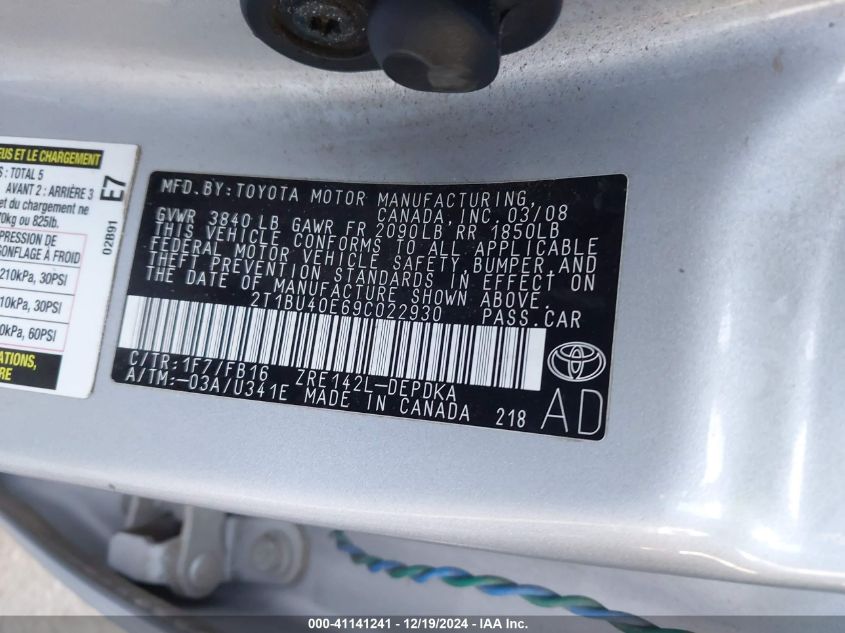 EUS ET LE CHARGEMENT
S : TOTAL 5
AVANT 2 : ARRIÈRE 3
et du chargement ne
70kg ou 825lb.
E7
02B91
PRESSION DE
GONFLAGE À FROID
210kPa, 30PSI
10kPa, 30PSI
0kPa, 60PSI
ATIONS
RE
MFD.BY:TOYOTA MOTOR MANUFACTURING,
CANADA,INC.03/08
GVWR 3840LB GAWR FR 2090LB RR 1850LB
THIS VEHICLE CONFORMS TO ALL APPLICABLE
FEDERAL MOTOR VEHICLE SAFETY,BUMPER,AND
THEFT PREVENTION STANDARDS IN EFFECT ON
THE DATE OF MANUFACTURE SHOWN ABOVE.
2T1BU40E69C022930 PASS.CAR
C/TR:1F7/FB16 ZRE142L-DEPDKA
A/TM:-03A/U341E MADE IN CANADA 218
AD
000-41141241 - 12/19/2024 - IAA Inc.